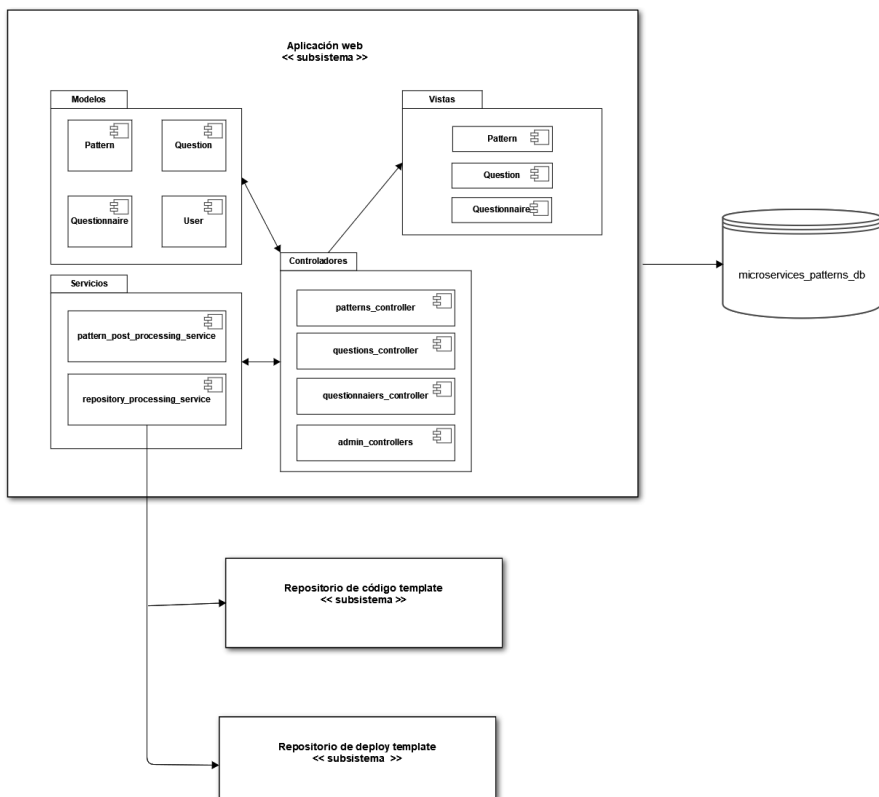 Aplicación web
<< subsistema >>
Modelos
Pattern
Question
Questionnaire
User
Vistas
Pattern
Question
Questionnaire
Servicios
pattern_post_processing_service
repository_processing_service
Controladores
patterns_controller
questions_controller
questionnaiers_controller
admin_controllers
microservices_patterns_db
Repositorio de código template
<< subsistema >>
Repositorio de deploy template
<< subsistema >>